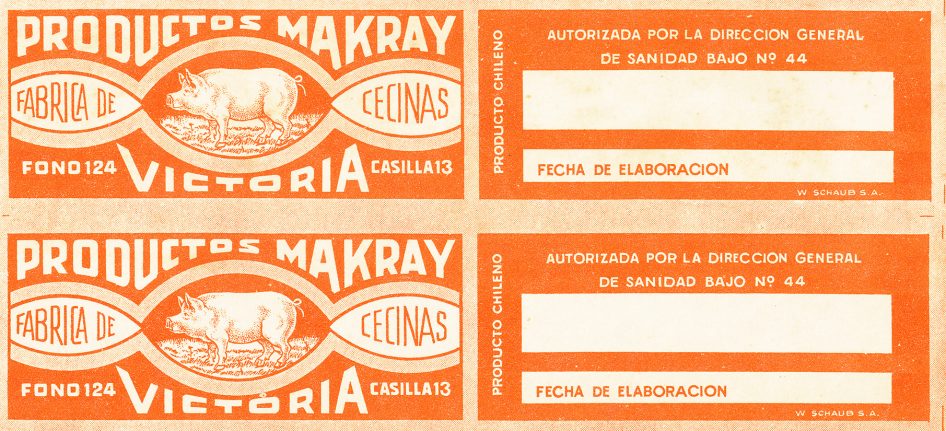 PRODUCTOS MAKRAY
FABRICA DE CECINAS
FONO 124 VICTORIA CASILLA 13
PRODUCTO CHILENO
AUTORIZADA POR LA DIRECCION GENERAL
DE SANIDAD BAJO Nº 44
FECHA DE ELABORACION
W SCHAUB S.A.
PRODUCTOS MAKRAY
FABRICA DE CECINAS
FONO 124 VICTORIA CASILLA 13
PRODUCTO CHILENO
AUTORIZADA POR LA DIRECCION GENERAL
DE SANIDAD BAJO Nº 44
FECHA DE ELABORACION
W SCHAUB S.A.